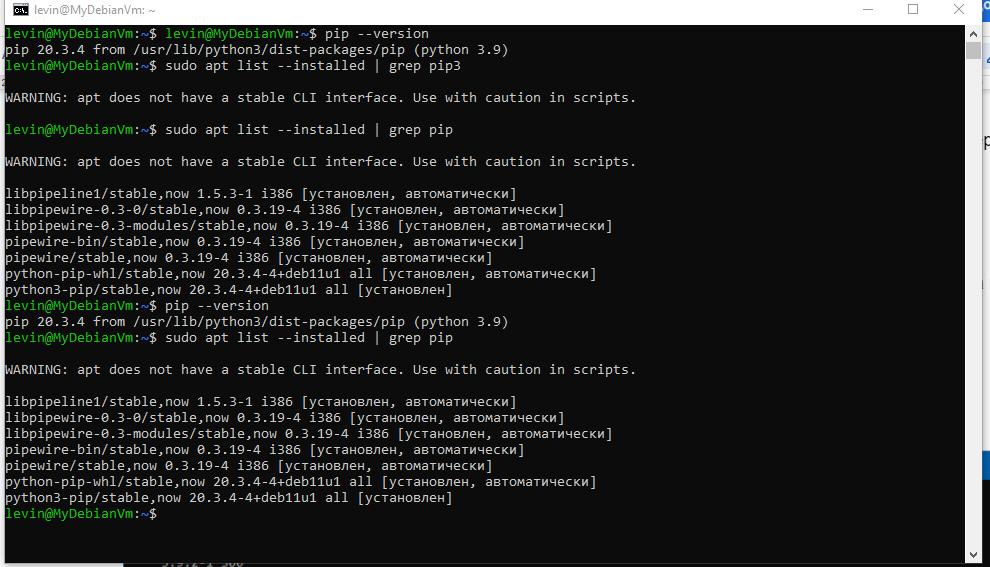 levin@MyDebianVm: ~
levin@MyDebianVm:~$ levin@MyDebianVm:~$ pip --version
pip 20.3.4 from /usr/lib/python3/dist-packages/pip (python 3.9)
levin@MyDebianVm:~$ sudo apt list --installed | grep pip3
WARNING: apt does not have a stable CLI interface. Use with caution in scripts.
levin@MyDebianVm:~$ sudo apt list --installed | grep pip
WARNING: apt does not have a stable CLI interface. Use with caution in scripts.
libpipeline1/stable,now 1.5.3-1 i386 [установлен, автоматически]
libpipewire-0.3-0/stable,now 0.3.19-4 i386 [установлен, автоматически]
libpipewire-0.3-modules/stable,now 0.3.19-4 i386 [установлен, автоматически]
pipewire-bin/stable,now 0.3.19-4 i386 [установлен, автоматически]
pipewire/stable,now 0.3.19-4 i386 [установлен, автоматически]
python-pip-whl/stable,now 20.3.4-4+deb11u1 all [установлен, автоматически]
python3-pip/stable,now 20.3.4-4+deb11u1 all [установлен]
levin@MyDebianVm:~$ pip --version
pip 20.3.4 from /usr/lib/python3/dist-packages/pip (python 3.9)
levin@MyDebianVm:~$ sudo apt list --installed | grep pip
WARNING: apt does not have a stable CLI interface. Use with caution in scripts.
libpipeline1/stable,now 1.5.3-1 i386 [установлен, автоматически]
libpipewire-0.3-0/stable,now 0.3.19-4 i386 [установлен, автоматически]
libpipewire-0.3-modules/stable,now 0.3.19-4 i386 [установлен, автоматически]
pipewire-bin/stable,now 0.3.19-4 i386 [установлен, автоматически]
pipewire/stable,now 0.3.19-4 i386 [установлен, автоматически]
python-pip-whl/stable,now 20.3.4-4+deb11u1 all [установлен, автоматически]
python3-pip/stable,now 20.3.4-4+deb11u1 all [установлен]
levin@MyDebianVm:~$